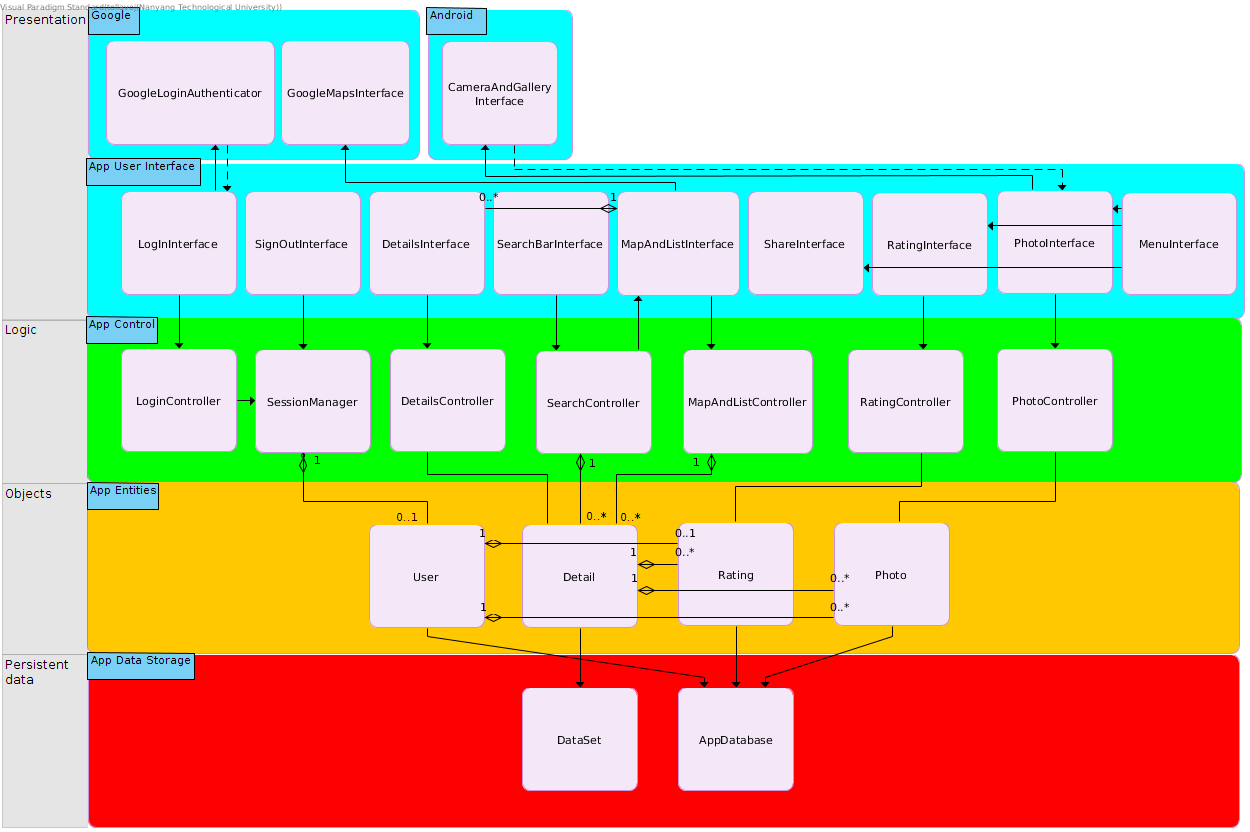 Visual Paradigm Standard(tellavi(Nanyang Technological University))
Presentation
Google
Android
GoogleLoginAuthenticator
GoogleMapsInterface
CameraAndGallery
Interface
App User Interface
0..*
1
LogInInterface
SignOutInterface
DetailsInterface
SearchBarInterface
MapAndListInterface
ShareInterface
RatingInterface
PhotoInterface
MenuInterface
Logic
App Control
LoginController
SessionManager
DetailsController
SearchController
MapAndListController
RatingController
PhotoController
1
1
1
Objects
App Entities
0..1
0..*
0..*
1
0..1
1
0..*
1
0..*
1
0..*
User
Detail
Rating
Photo
Persistent
data
App Data Storage
DataSet
AppDatabase